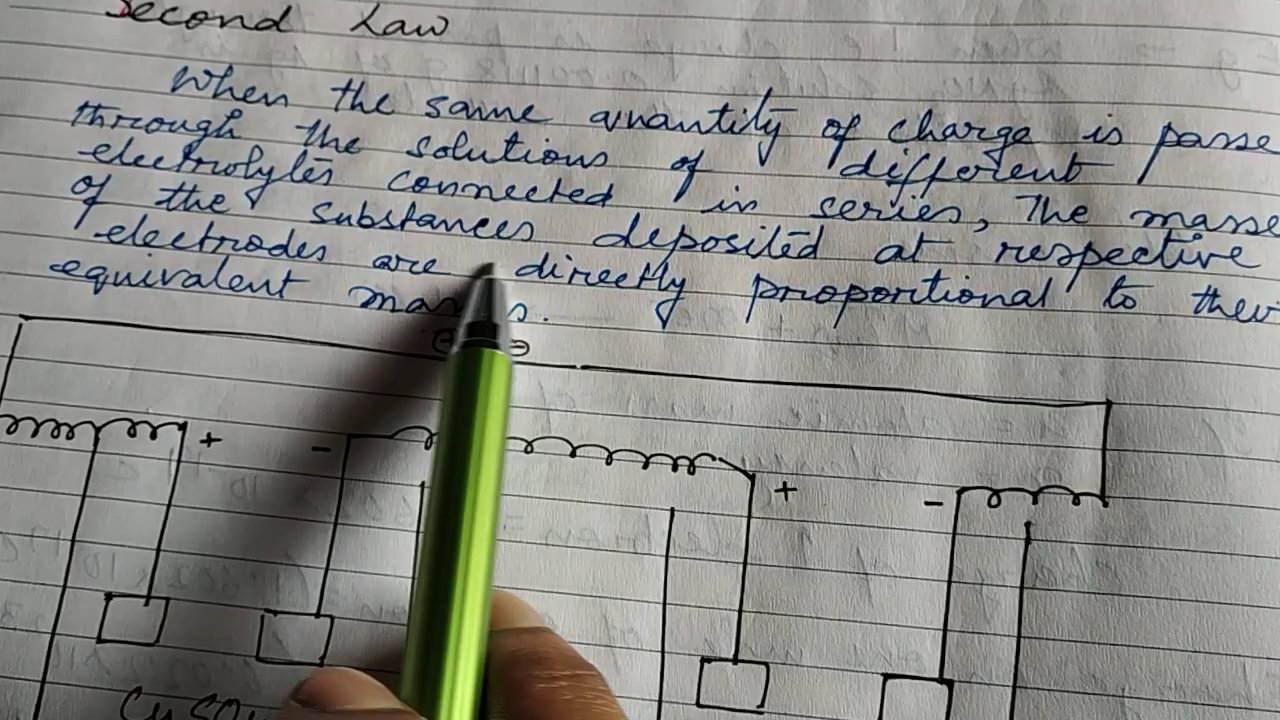 Second Law
When the same quantity of charge is passe
through the solutions of different
electrolytes connected in series, The masse
of the substances deposited at respective
electrodes are directly proportional to their
equivalent
+
-
+
-
CuSO4